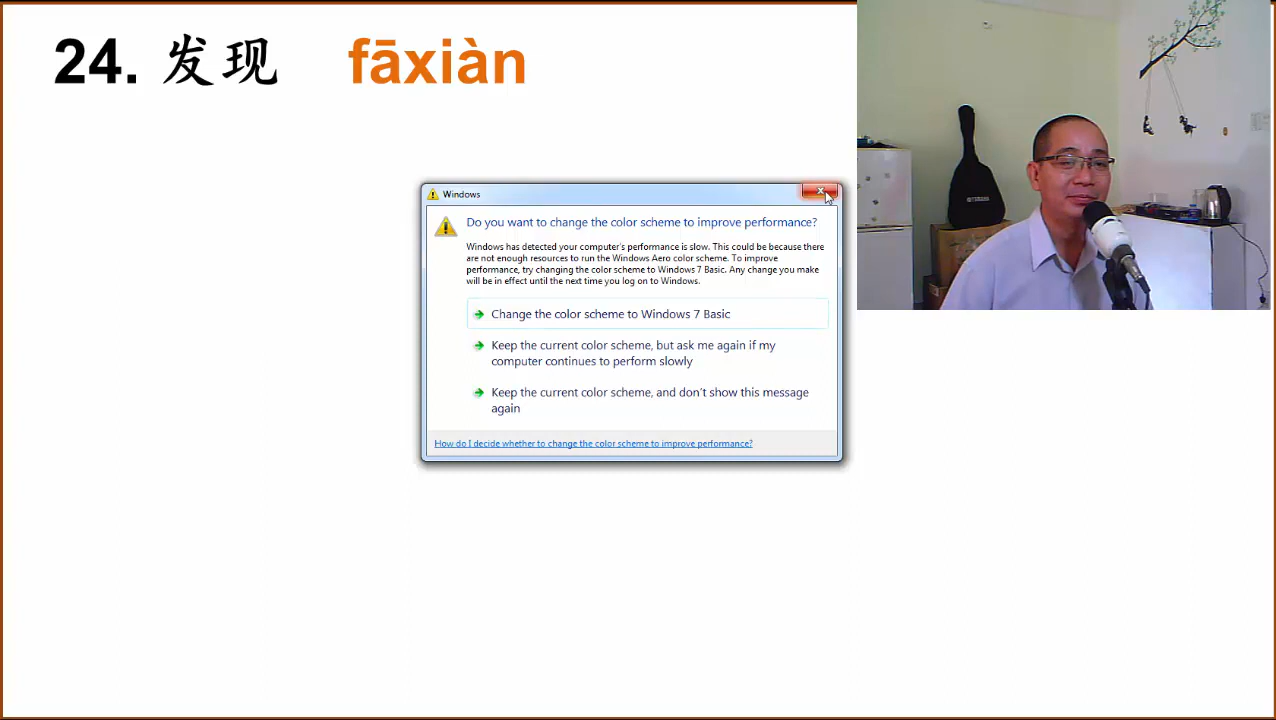 24. 发现 fāxiàn
Windows
Do you want to change the color scheme to improve performance?
Windows has detected your computer's performance is slow. This could be because there
are not enough resources to run the Windows Aero color scheme. To improve
performance, try changing the color scheme to Windows 7 Basic. Any change you make
will be in effect until the next time you log on to Windows.
Change the color scheme to Windows 7 Basic
Keep the current color scheme, but ask me again if my
computer continues to perform slowly
Keep the current color scheme, and don't show this message
again
How do I decide whether to change the color scheme to improve performance?